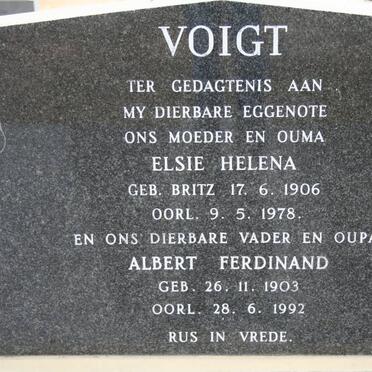 VOIGT
TER GEDAGTENIS AAN
MY DIERBARE EGGENOTE
ONS MOEDER EN OUMA
ELSIE HELENA
GEB. BRITZ 17. 6. 1906
OORL. 9. 5. 1978.
EN ONS DIERBARE VADER EN OUPA
ALBERT FERDINAND
GEB. 26. 11. 1903
OORL. 28. 6. 1992
RUS IN VREDE.